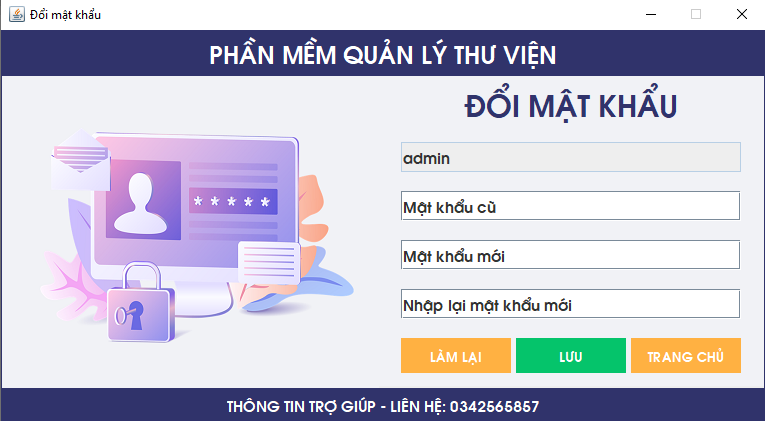 Đổi mật khẩu
PHẦN MỀM QUẢN LÝ THƯ VIỆN
ĐỔI MẬT KHẨU
admin
Mật khẩu cũ
Mật khẩu mới
Nhập lại mật khẩu mới
LÀM LẠI
LƯU
TRANG CHỦ
* * * * *
THÔNG TIN TRỢ GIÚP - LIÊN HỆ: 0342565857